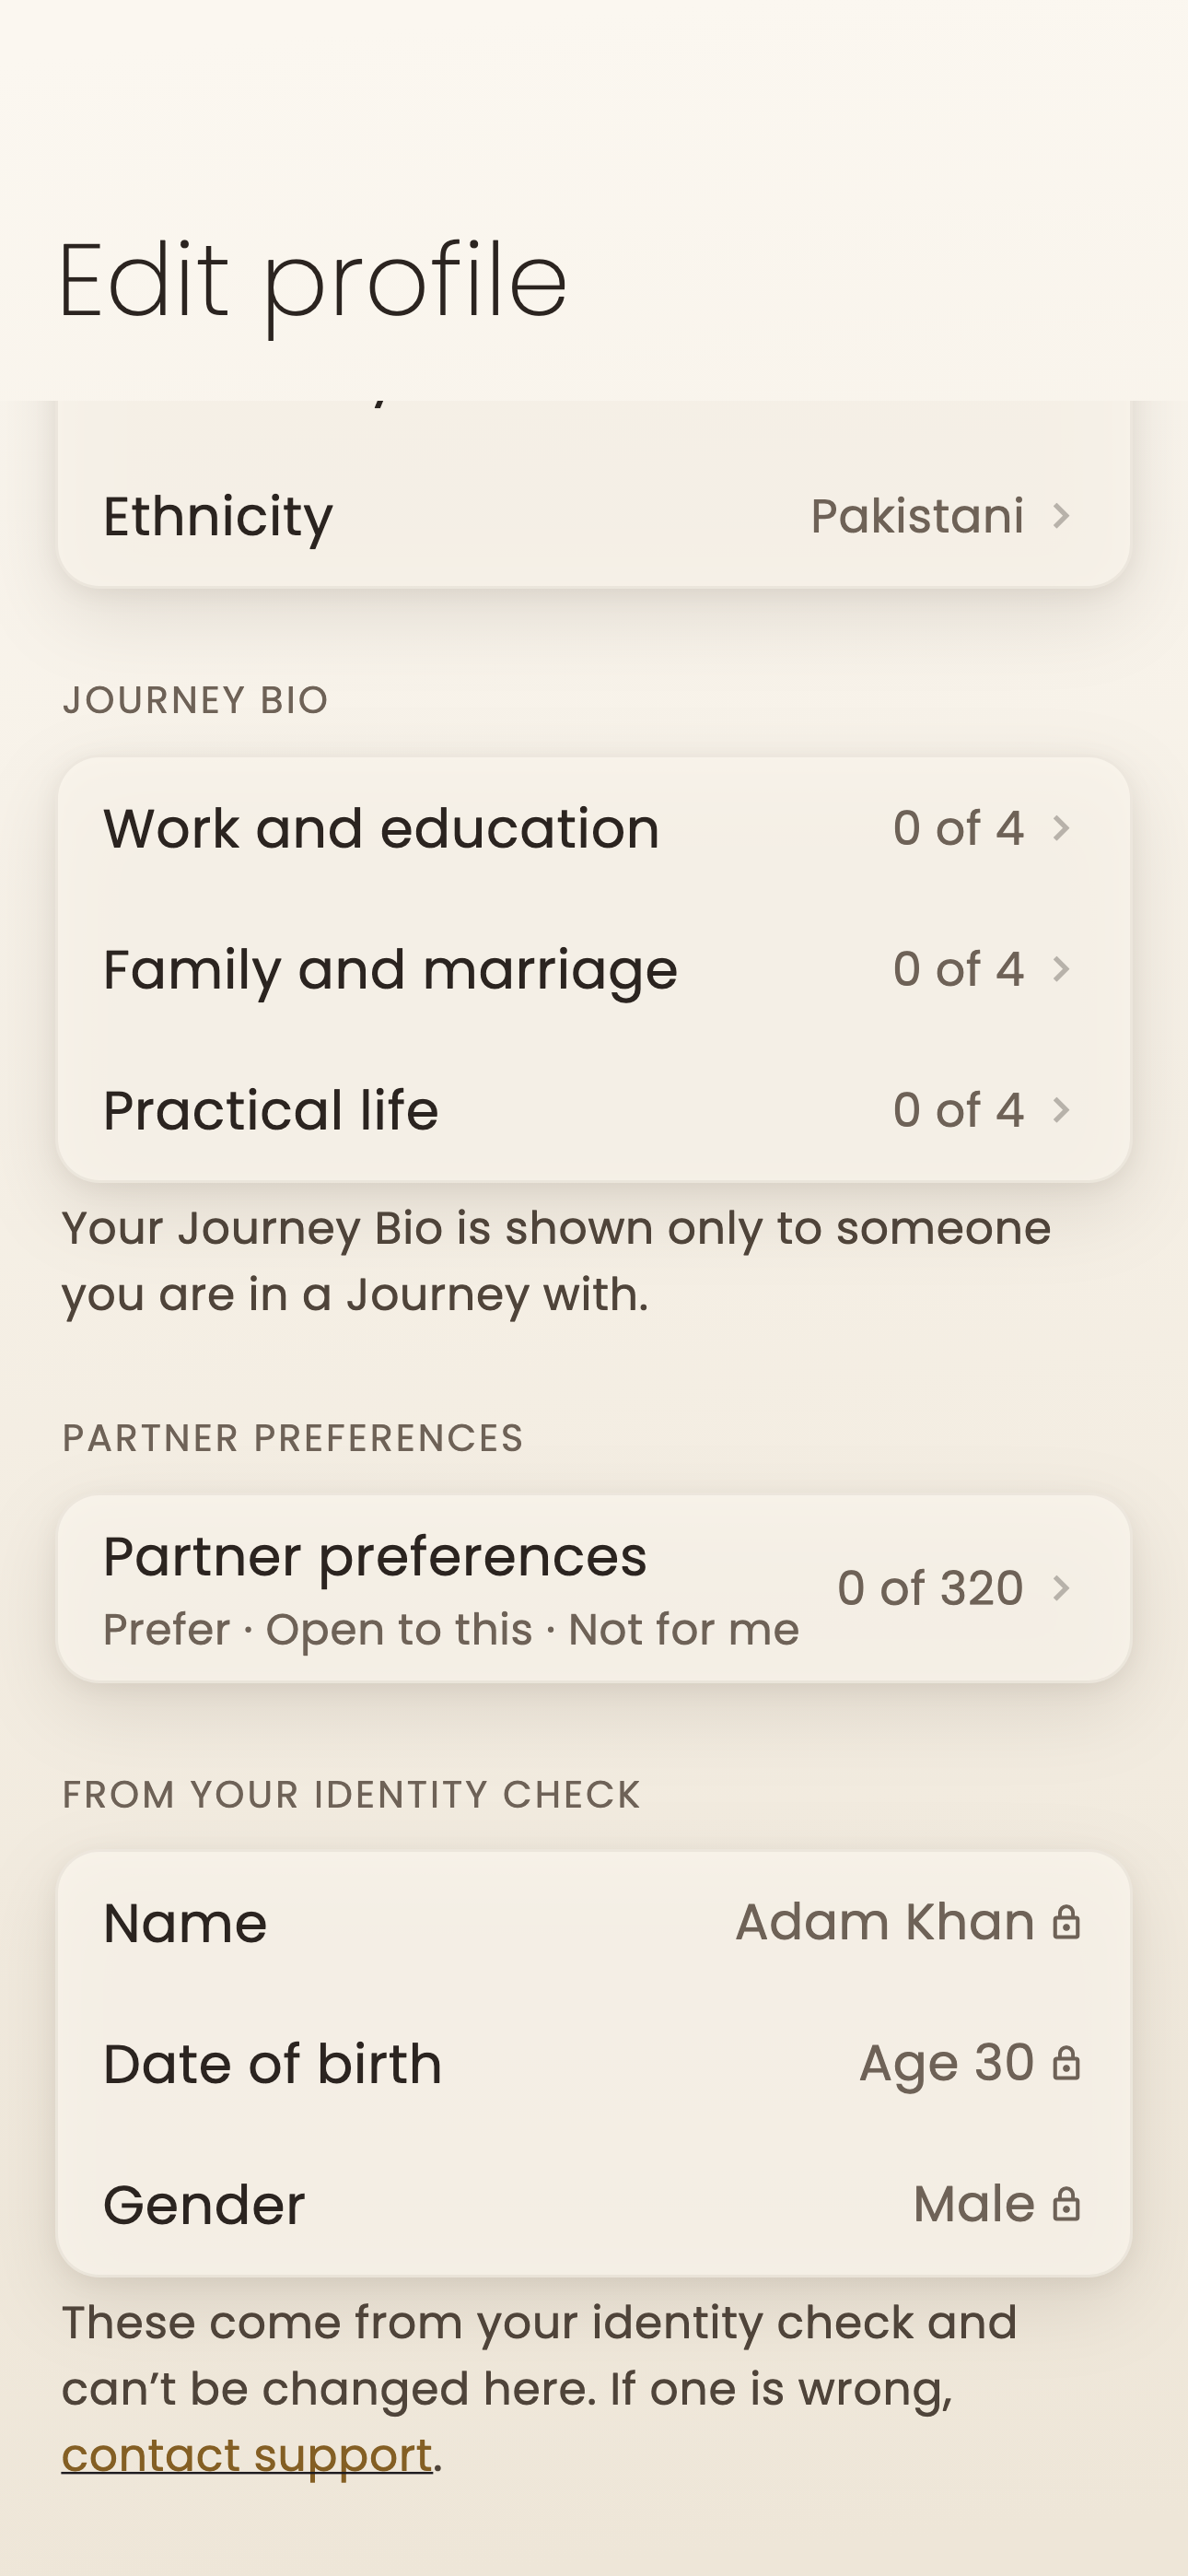 Edit profile
Ethnicity
Pakistani
JOURNEY BIO
Work and education
0 of 4
Family and marriage
0 of 4
Practical life
0 of 4
Your Journey Bio is shown only to someone
you are in a Journey with.
PARTNER PREFERENCES
Partner preferences
Prefer · Open to this · Not for me
0 of 320
FROM YOUR IDENTITY CHECK
Name
Adam Khan
Date of birth
Age 30
Gender
Male
These come from your identity check and
can’t be changed here. If one is wrong,
contact support.